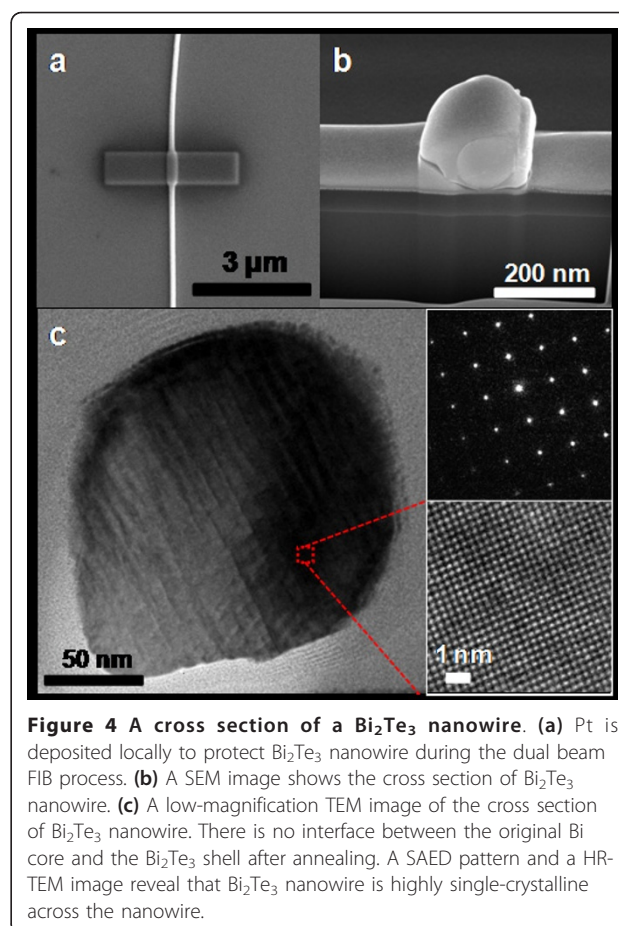 a
b
3 µm
200 nm
c
50 nm
1 nm
Figure 4 A cross section of a Bi₂Te₃ nanowire. (a) Pt is
deposited locally to protect Bi₂Te₃ nanowire during the dual beam
FIB process. (b) A SEM image shows the cross section of Bi₂Te₃
nanowire. (c) A low-magnification TEM image of the cross section
of Bi₂Te₃ nanowire. There is no interface between the original Bi
core and the Bi₂Te₃ shell after annealing. A SAED pattern and a HR-
TEM image reveal that Bi₂Te₃ nanowire is highly single-crystalline
across the nanowire.